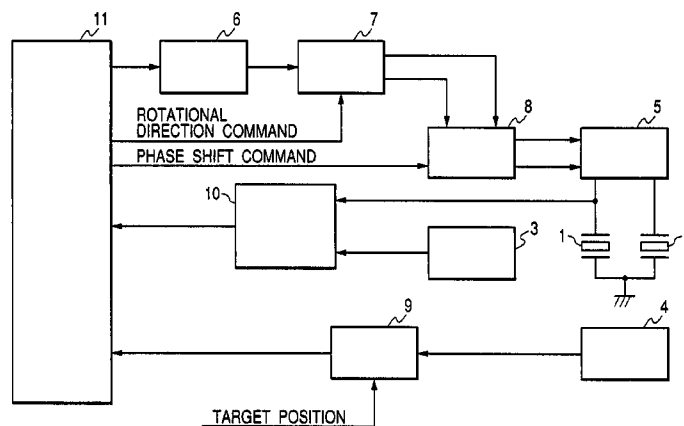 11
6
7
ROTATIONAL
DIRECTION COMMAND
8
5
PHASE SHIFT COMMAND
10
3
1
9
4
TARGET POSITION